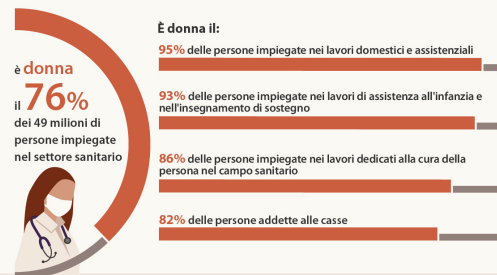 è donna
il 76%
dei 49 milioni di
persone impiegate
nel settore sanitario
È donna il:
95% delle persone impiegate nei lavori domestici e assistenziali
93% delle persone impiegate nei lavori di assistenza all'infanzia e
nell'insegnamento di sostegno
86% delle persone impiegate nei lavori dedicati alla cura della
persona nel campo sanitario
82% delle persone addette alle casse